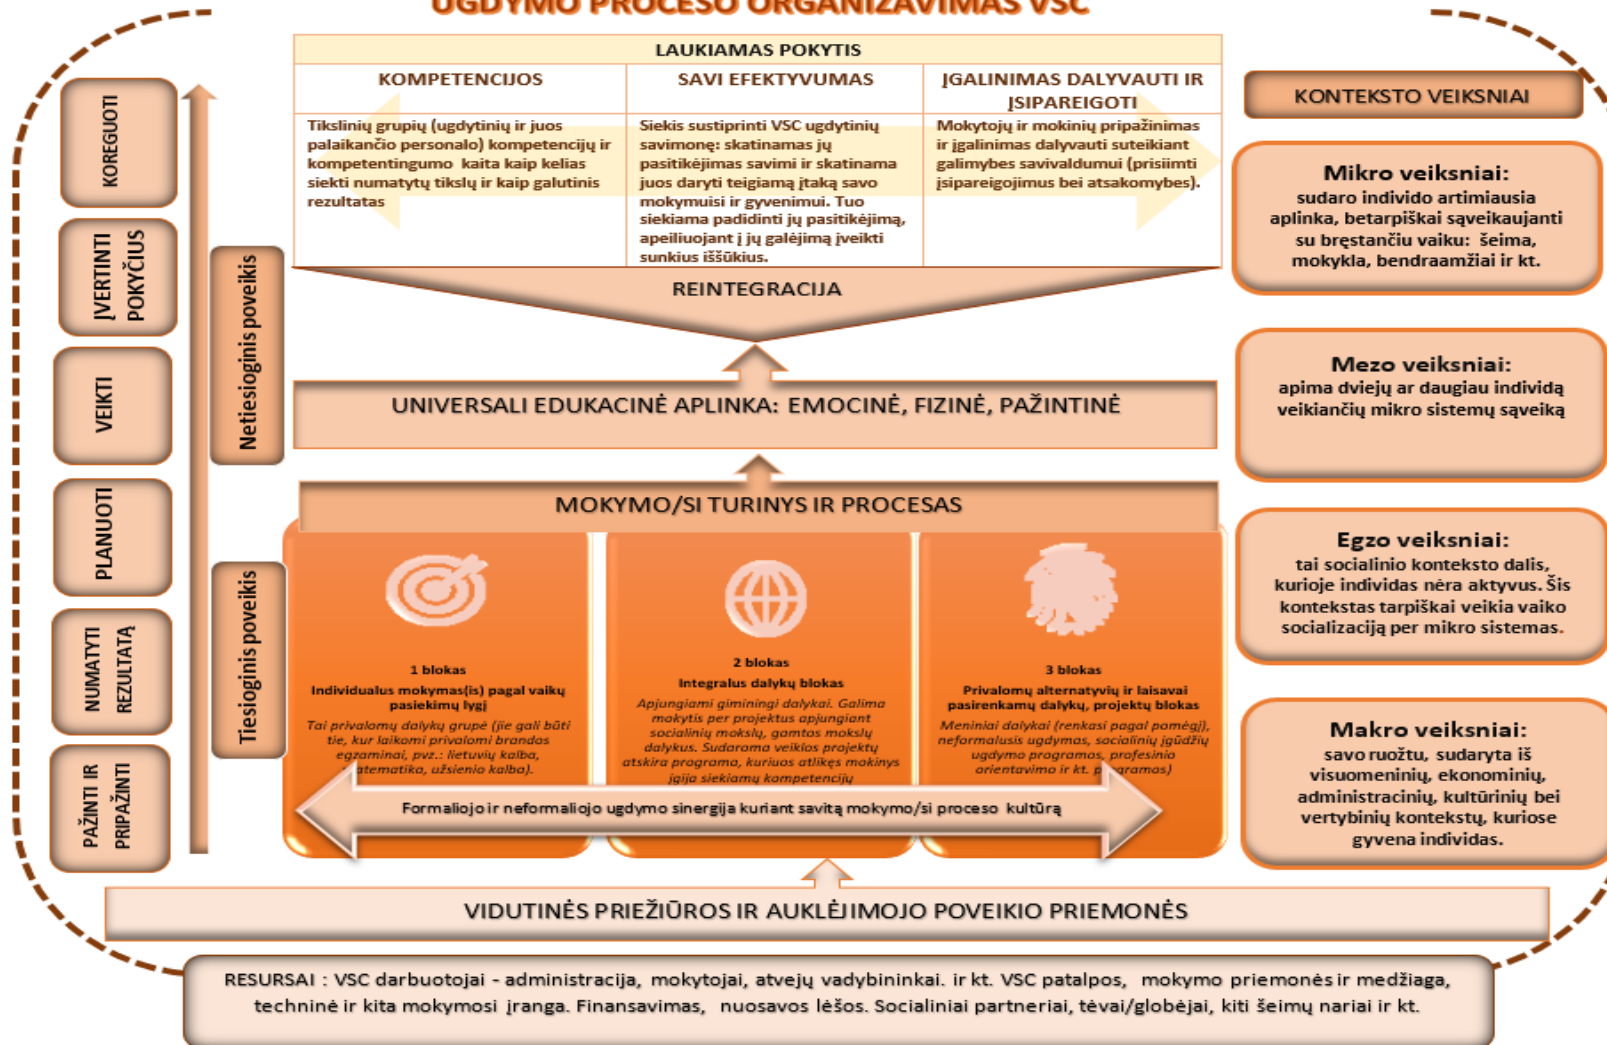 UGDYMO PROCESO ORGANIZAVIMAS VSC
LAUKIAMAS POKYTIS
KOMPETENCIJOS
Tikslinių grupių (ugdytinių ir juos
palaikančio personalo) kompetencijų ir
kompetentingumo kaita kaip kelias
siekti numatytų tikslų ir kaip galutinis
rezultatas
SAVI EFEKTYVUMAS
Siekis sustiprinti VSC ugdytinių
savimonę: skatinamas jų
pasitikėjimas savimi ir skatinama
juos daryti teigiamą įtaką savo
mokymuisi ir gyvenimui. Tuo
siekiama padidinti jų pasitikėjimą,
apeiliuojant į jų galėjimą įveikti
sunkius iššūkius.
ĮGALINIMAS DALYVAUTI IR
ĮSIPAREIGOTI
Mokytojų ir mokinių pripažinimas
ir įgalinimas dalyvauti suteikiant
galimybes savivaldumui (prisiimti
įsipareigojimus bei atsakomybes).
REINTEGRACIJA
UNIVERSALI EDUKACINĖ APLINKA: EMOCINĖ, FIZINĖ, PAŽINTINĖ
MOKYMO/SI TURINYS IR PROCESAS
1 blokas
Individualus mokymas(is) pagal vaikų
pasiekimų lygį
Tai privalomų dalykų grupė (jie gali būti
tie, kur laikomi privalomi brandos
egzaminai, pvz.: lietuvių kalba,
atematika, užsienio kalba).
2 blokas
Integralus dalykų blokas
Apjungiami giminingi dalykai. Galima
mokytis per projektus apjungiant
socialinių mokslų, gamtos mokslų
dalykus. Sudaroma veiklos projektų
atskira programa, kuriuos atlikęs mokinys
įgija siekiamų kompetencijų
3 blokas
Privalomų alternatyvių ir laisavai
pasirenkamų dalykų, projektų blokas
Meniniai dalykai (renkasi pagal pomėgį),
neformalusis ugdymas, socialinių įgūdžių
ugdymo programos, profesinio
orientavimo ir kt. programos)
Formaliojo ir neformaliojo ugdymo sinergija kuriant savitą mokymo/si proceso kultūrą
VIDUTINĖS PRIEŽIŪROS IR AUKLĖJIMOJO POVEIKIO PRIEMONĖS
RESURSAI : VSC darbuotojai - administracija, mokytojai, atvejų vadybininkai. ir kt. VSC patalpos, mokymo priemonės ir medžiaga,
techninė ir kita mokymosi įranga. Finansavimas, nuosavos lėšos. Socialiniai partneriai, tėvai/globėjai, kiti šeimų nariai ir kt.
KOREGUOTI
ĮVERTINTI
POKYČIUS
VEIKTI
PLANUOTI
NUMATYTI
REZULTATĄ
PAŽINTI IR
PRIPAŽINTI
Netiesioginis poveikis
Tiesioginis poveikis
KONTEKSTO VEIKSNIAI
Mikro veiksniai:
sudaro individo artimiausia
aplinka, betarpiškai sąveikaujanti
su bręstančiu vaiku: šeima,
mokykla, bendraamžiai ir kt.
Mezo veiksniai:
apima dviejų ar daugiau individą
veikiančių mikro sistemų sąveiką
Egzo veiksniai:
tai socialinio konteksto dalis,
kurioje individas nėra aktyvus. Šis
kontekstas tarpiškai veikia vaiko
socializaciją per mikro sistemas.
Makro veiksniai:
savo ruožtu, sudaryta iš
visuomeninių, ekonominių,
administracinių, kultūrinių bei
vertybinių kontekstų, kuriose
gyvena individas.